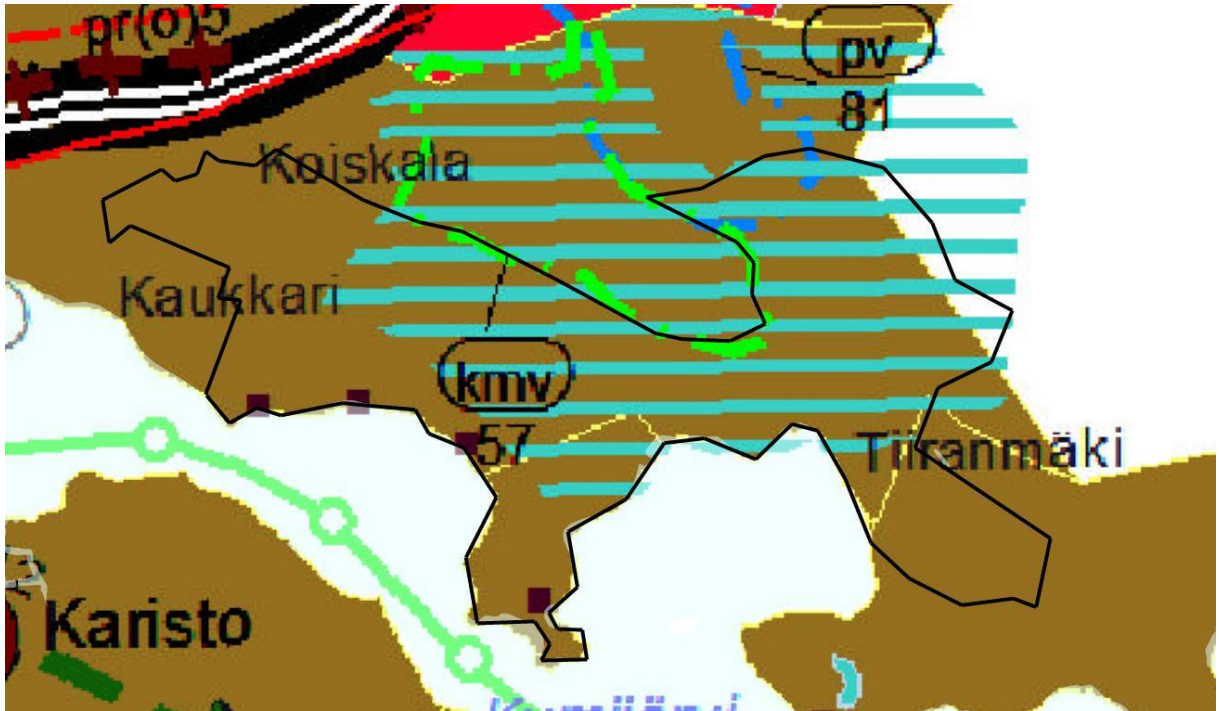 pr(o)5
pv
81
Koiskala
Kaukkari
kmv
57
Tiiranmäki
Karisto